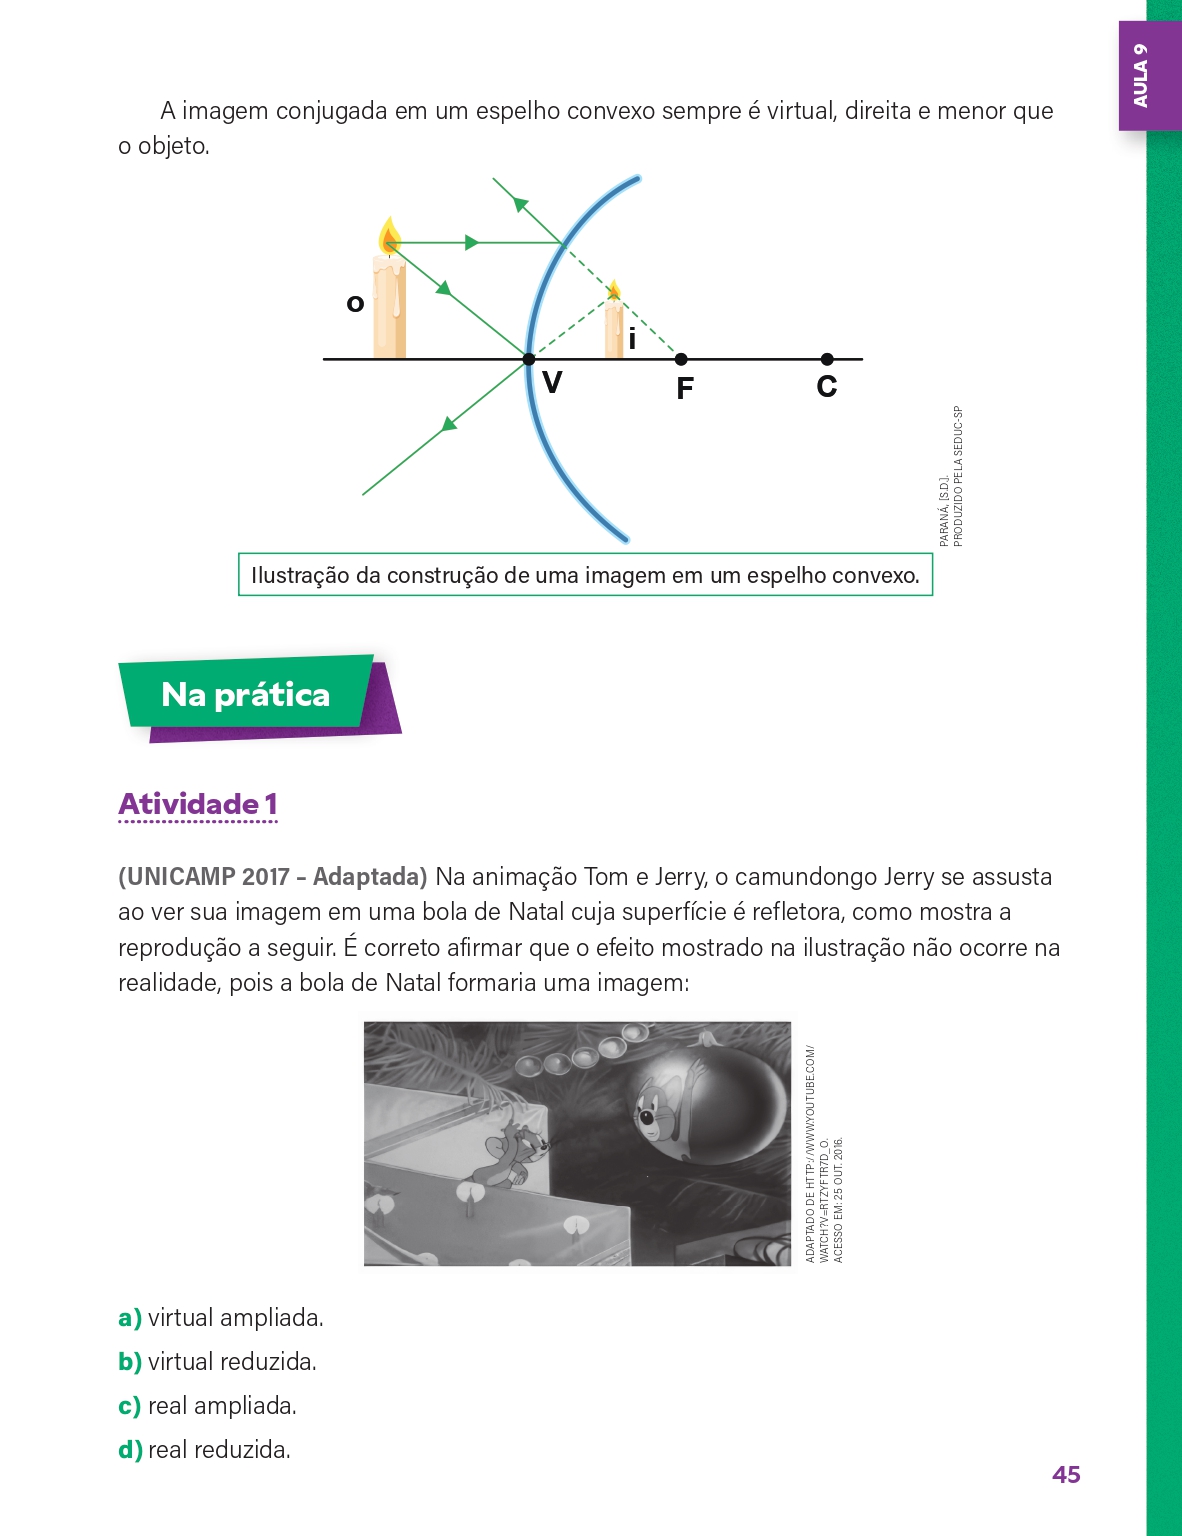 AULA 9
A imagem conjugada em um espelho convexo sempre é virtual, direita e menor que
o objeto.
o
i
V
F
C
PARANÁ, [S.D.].
PRODUZIDO PELA SEDUC-SP
Ilustração da construção de uma imagem em um espelho convexo.
Na prática
Atividade 1
(UNICAMP 2017 – Adaptada) Na animação Tom e Jerry, o camundongo Jerry se assusta
ao ver sua imagem em uma bola de Natal cuja superfície é refletora, como mostra a
reprodução a seguir. É correto afirmar que o efeito mostrado na ilustração não ocorre na
realidade, pois a bola de Natal formaria uma imagem:
ADAPTADO DE HTTP://WWW.YOUTUBE.COM/
WATCH?V=RTZYFTR7D_O.
ACESSO EM: 25 OUT. 2016.
a) virtual ampliada.
b) virtual reduzida.
c) real ampliada.
d) real reduzida.
45